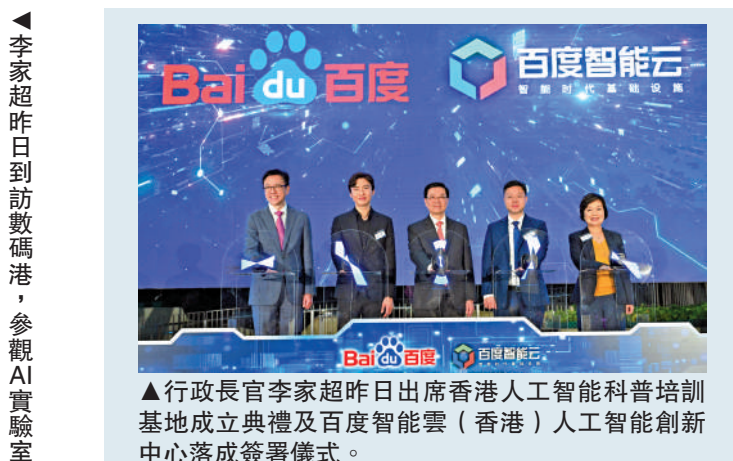 ◀李家超昨日到訪數碼港，參觀AI實驗室
Bai du 百度
百度智能云
智能时代基础设施
Bai du 百度
百度智能云
▲行政長官李家超昨日出席香港人工智能科普培訓
基地成立典禮及百度智能雲（香港）人工智能創新
中心落成簽署儀式。